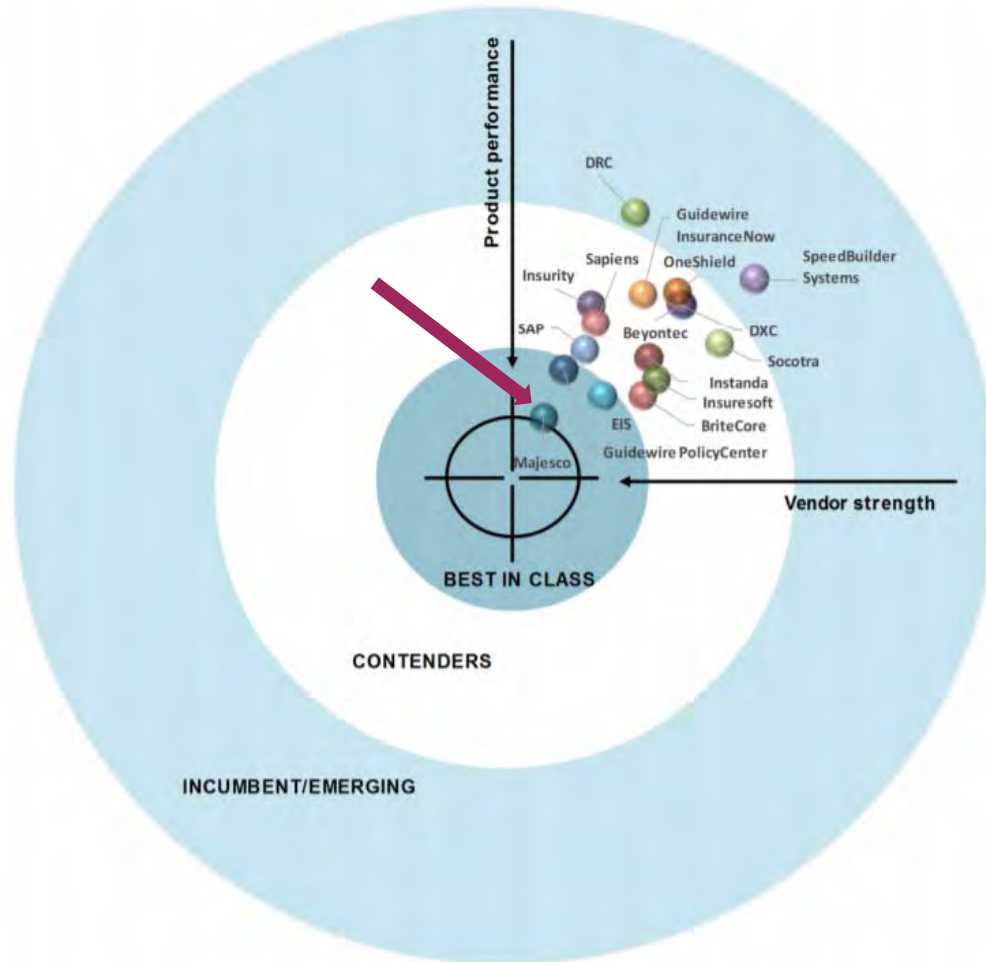 Product performance
DRC
Guidewire
InsuranceNow
Sapiens
OneShield
SpeedBuilder
Systems
Insurity
SAP
Beyontec
DXC
Socotra
Instanda
Insuresoft
EIS
BriteCore
Guidewire PolicyCenter
Majesco
Vendor strength
BEST IN CLASS
CONTENDERS
INCUMBENT/EMERGING